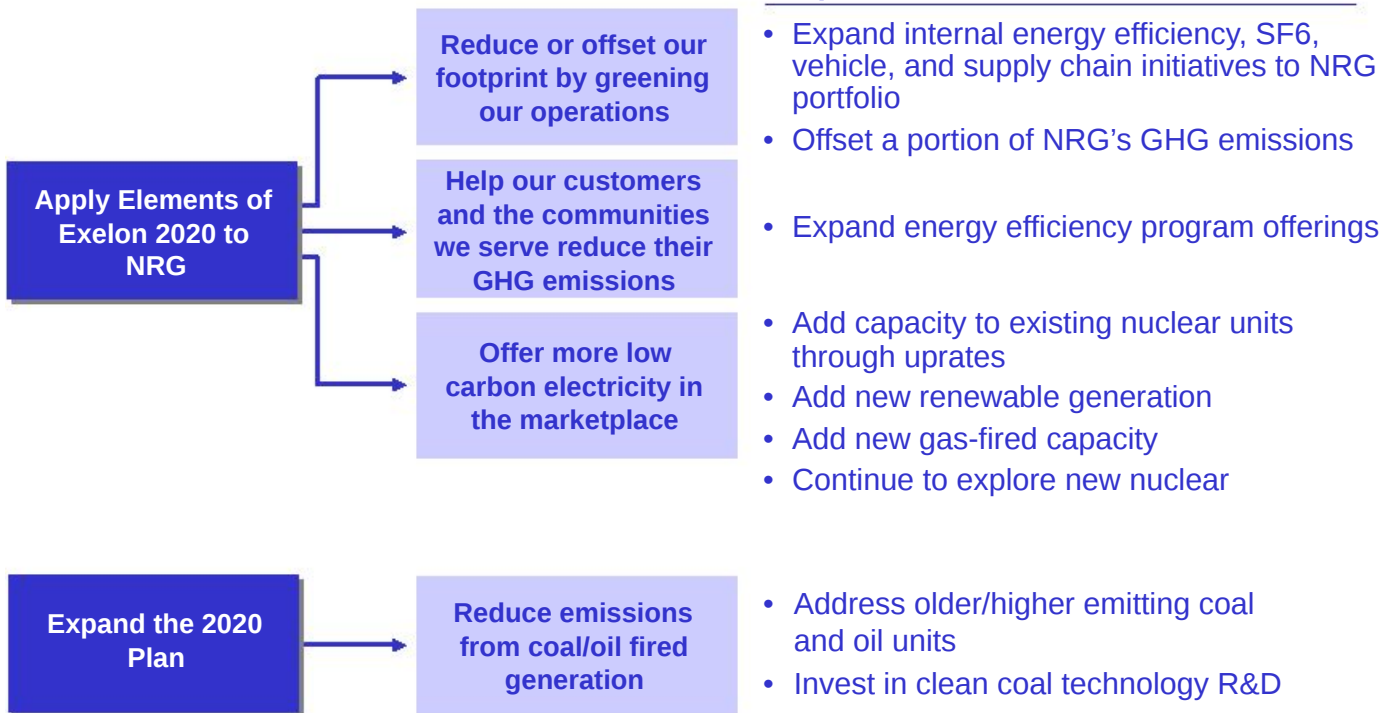 Apply Elements of
Exelon 2020 to
NRG
Reduce or offset our
footprint by greening
our operations
• Expand internal energy efficiency, SF6,
vehicle, and supply chain initiatives to NRG
portfolio
• Offset a portion of NRG's GHG emissions
Help our customers
and the communities
we serve reduce their
GHG emissions
• Expand energy efficiency program offerings
Offer more low
carbon electricity in
the marketplace
• Add capacity to existing nuclear units
through uprates
• Add new renewable generation
• Add new gas-fired capacity
• Continue to explore new nuclear
Expand the 2020
Plan
Reduce emissions
from coal/oil fired
generation
• Address older/higher emitting coal
and oil units
• Invest in clean coal technology R&D